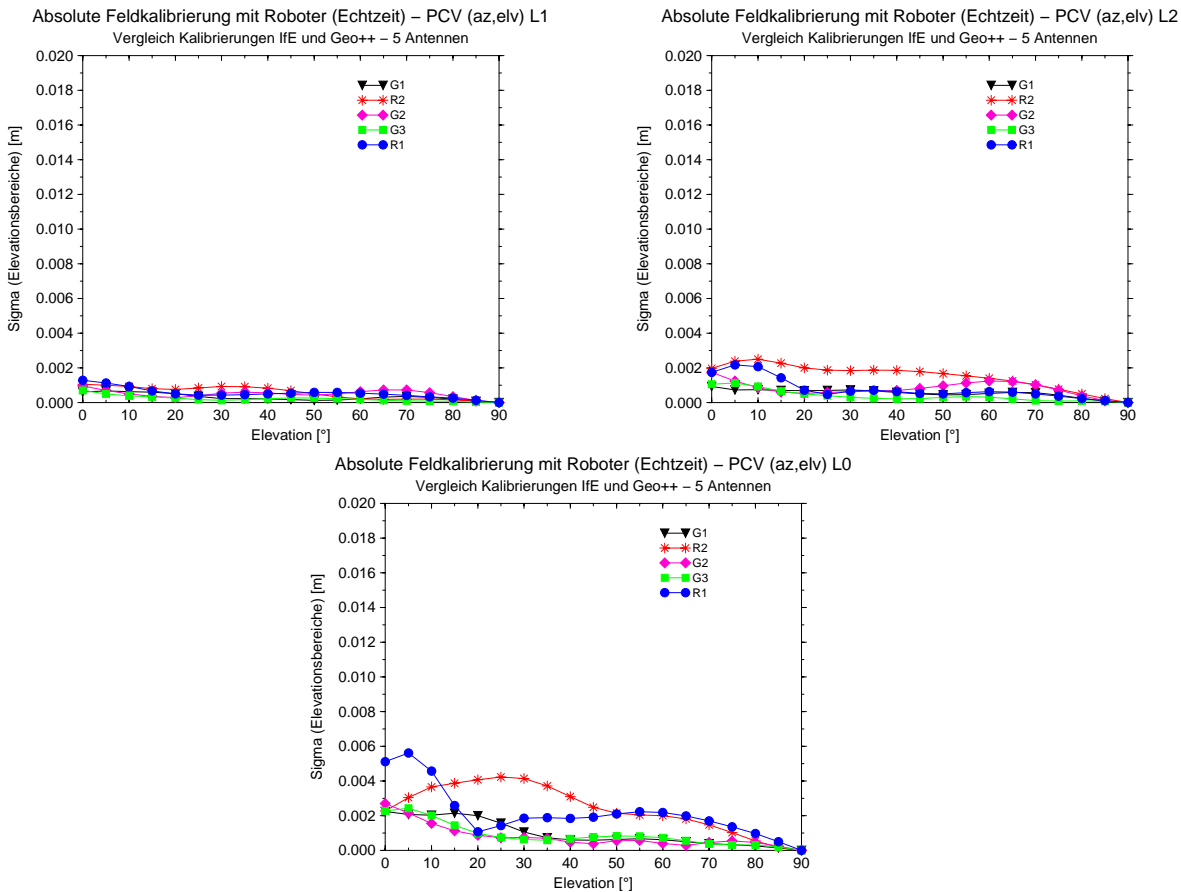 Absolute Feldkalibrierung mit Roboter (Echtzeit) – PCV (az,elv) L1
Vergleich Kalibrierungen IfE und Geo++ – 5 Antennen
0.020
0.018
0.016
0.014
0.012
0.010
0.008
0.006
0.004
0.002
0.000
Sigma (Elevationsbereiche) [m]
G1
R2
G2
G3
R1
0 10 20 30 40 50 60 70 80 90
Elevation [°]
Absolute Feldkalibrierung mit Roboter (Echtzeit) – PCV (az,elv) L2
Vergleich Kalibrierungen IfE und Geo++ – 5 Antennen
0.020
0.018
0.016
0.014
0.012
0.010
0.008
0.006
0.004
0.002
0.000
Sigma (Elevationsbereiche) [m]
G1
R2
G2
G3
R1
0 10 20 30 40 50 60 70 80 90
Elevation [°]
Absolute Feldkalibrierung mit Roboter (Echtzeit) – PCV (az,elv) L0
Vergleich Kalibrierungen IfE und Geo++ – 5 Antennen
0.020
0.018
0.016
0.014
0.012
0.010
0.008
0.006
0.004
0.002
0.000
Sigma (Elevationsbereiche) [m]
G1
R2
G2
G3
R1
0 10 20 30 40 50 60 70 80 90
Elevation [°]